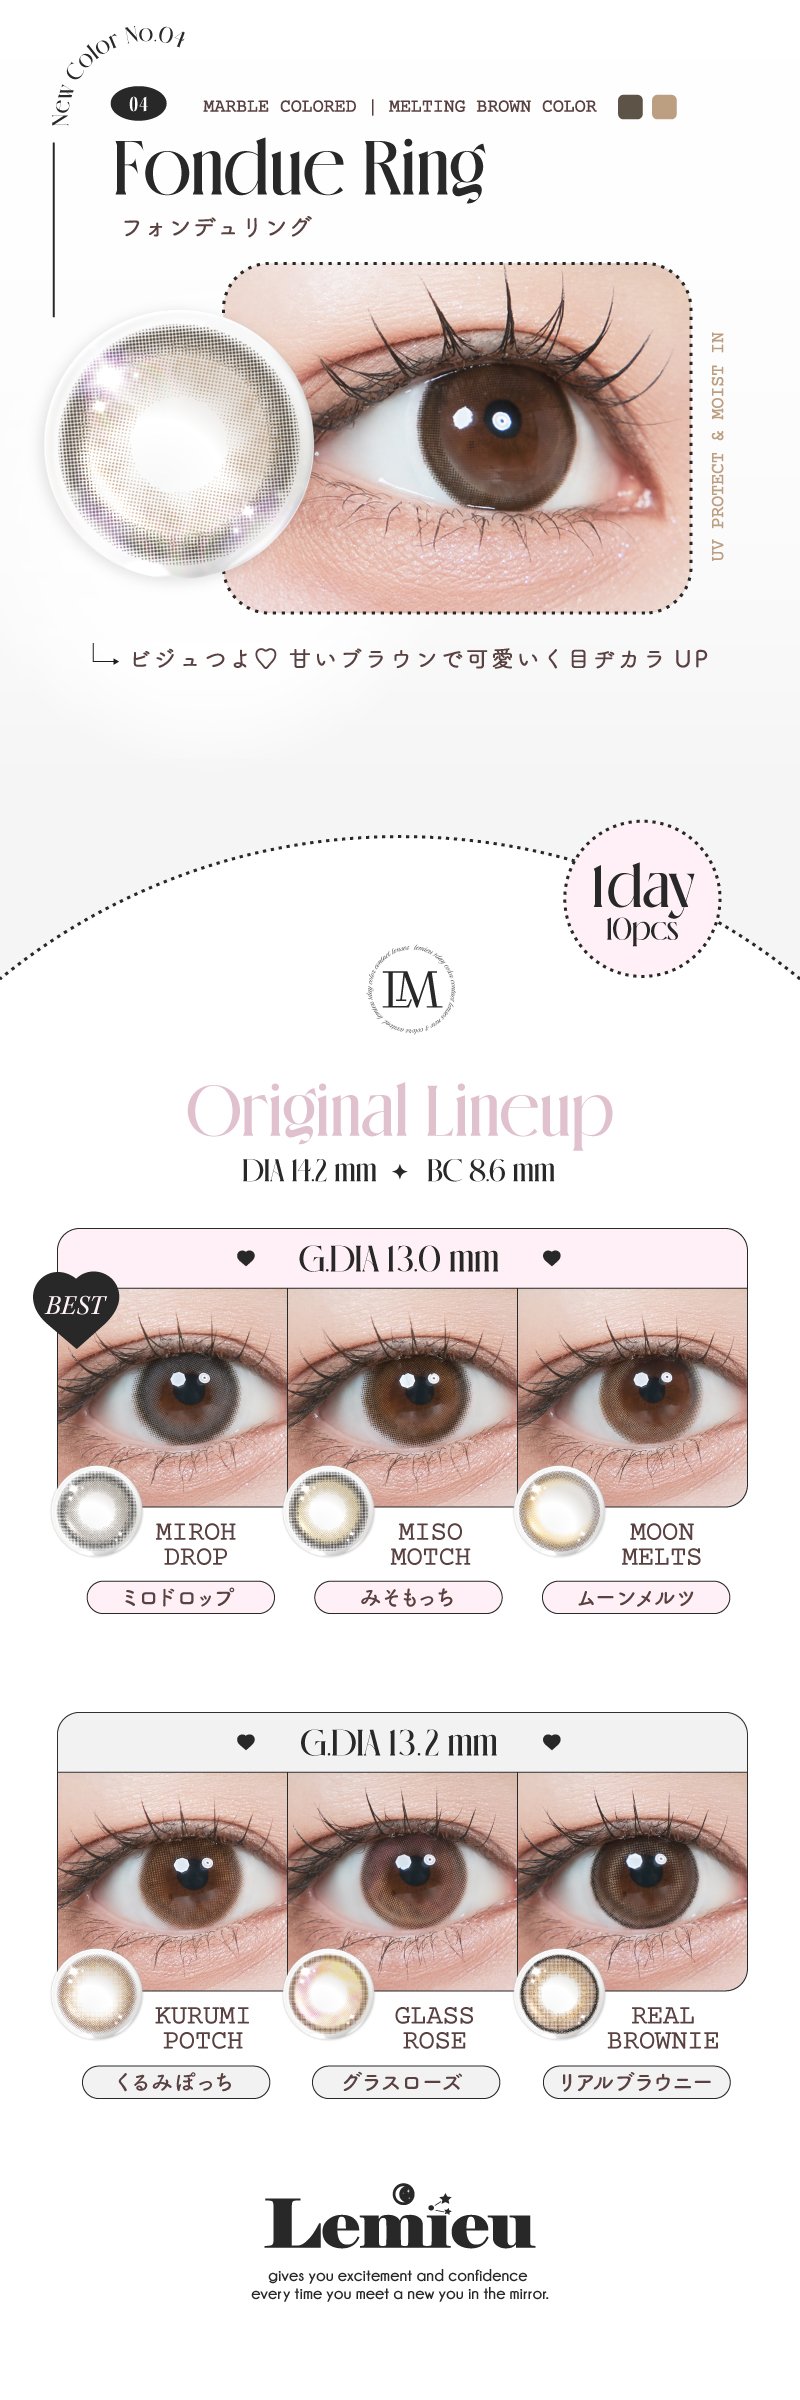 New Color No.04
04
MARBLE COLORED | MELTING BROWN COLOR
Fondue Ring
フォンデュリング
UV PROTECT & MOIST IN
ビジュつよ♡ 甘いブラウンで可愛いく目ヂカラ UP
1day
10pcs
LM
Original Lineup
DIA 14.2 mm ✦ BC 8.6 mm
♥ G.DIA 13.0 mm ♥
BEST
MIROH
DROP
ミロドロップ
MISO
MOTCH
みそもっち
MOON
MELTS
ムーンメルツ
♥ G.DIA 13.2 mm ♥
KURUMI
POTCH
くるみぽっち
GLASS
ROSE
グラスローズ
REAL
BROWNIE
リアルブラウニー
Lemieu
gives you excitement and confidence
every time you meet a new you in the mirror.